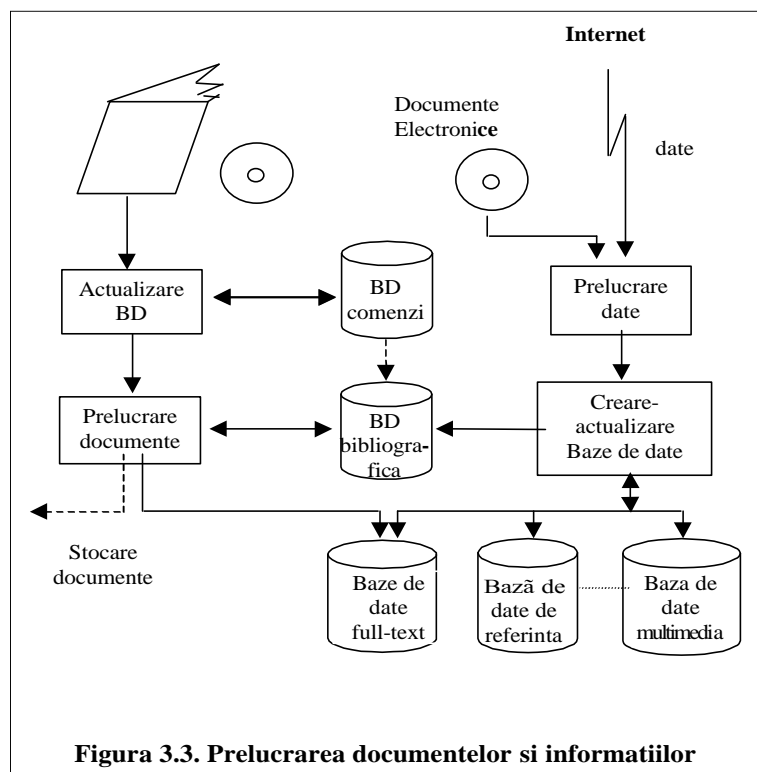 Internet
Documente
Electronice
date
Actualizare
BD
BD
comenzi
Prelucrare
date
Prelucrare
documente
BD
bibliogra-
fica
Creare-
actualizare
Baze de date
Stocare
documente
Baze de
date
full-text
Bazã de
date de
referinta
Baza de
date
multimedia
Figura 3.3. Prelucrarea documentelor si informatiilor